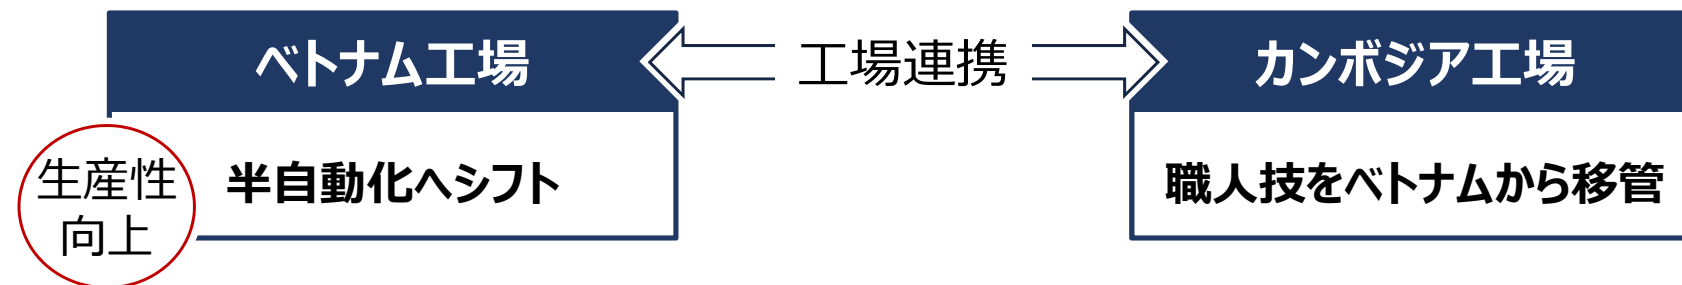 ベトナム工場
工場連携
カンボジア工場
生産性
向上
半自動化へシフト
職人技をベトナムから移管